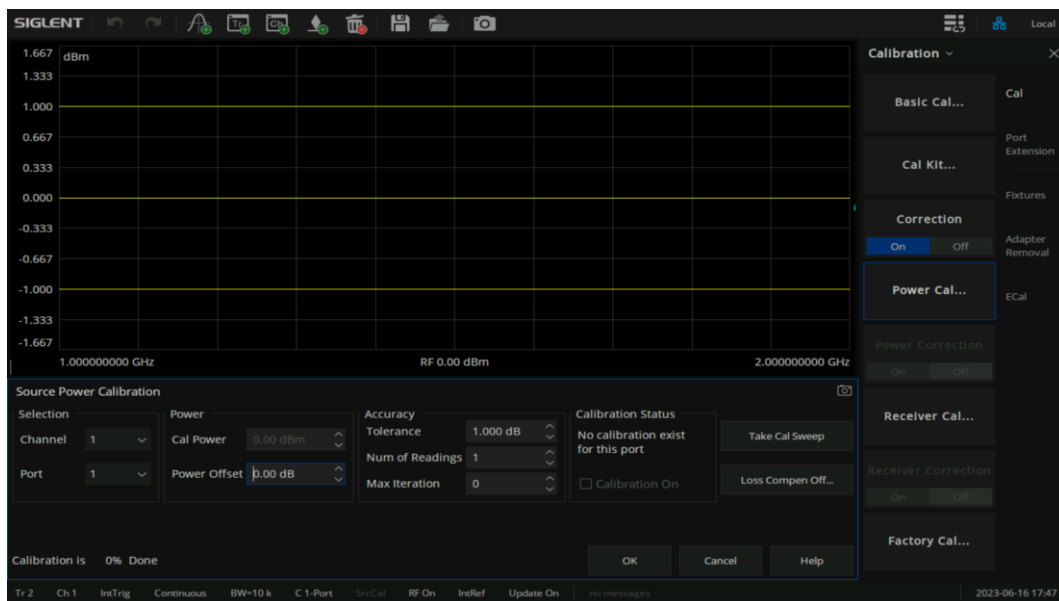 SIGLENT Tr Ch Local
1.667 dBm
1.333
1.000
0.667
0.333
0.000
-0.333
-0.667
-1.000
-1.333
-1.667
1.000000000 GHz RF 0.00 dBm 2.000000000 GHz
Calibration
Basic Cal...
Cal Kit...
Correction
On Off
Power Cal...
Power Correction
On Off
Receiver Cal...
Receiver Correction
On Off
Factory Cal...
Cal
Port
Extension
Fixtures
Adapter
Removal
ECal
Source Power Calibration
Selection
Channel 1
Port 1
Power
Cal Power 0.00 dBm
Power Offset 0.00 dB
Accuracy
Tolerance 1.000 dB
Num of Readings 1
Max Iteration 0
Calibration Status
No calibration exist
for this port
Calibration On
Take Cal Sweep
Loss Compen Off...
Calibration is 0% Done
OK Cancel Help
Tr 2 Ch 1 IntTrig Continuous BW=10 k C 1-Port SrcCal RF On IntRef Update On no messages 2023-06-16 17:47